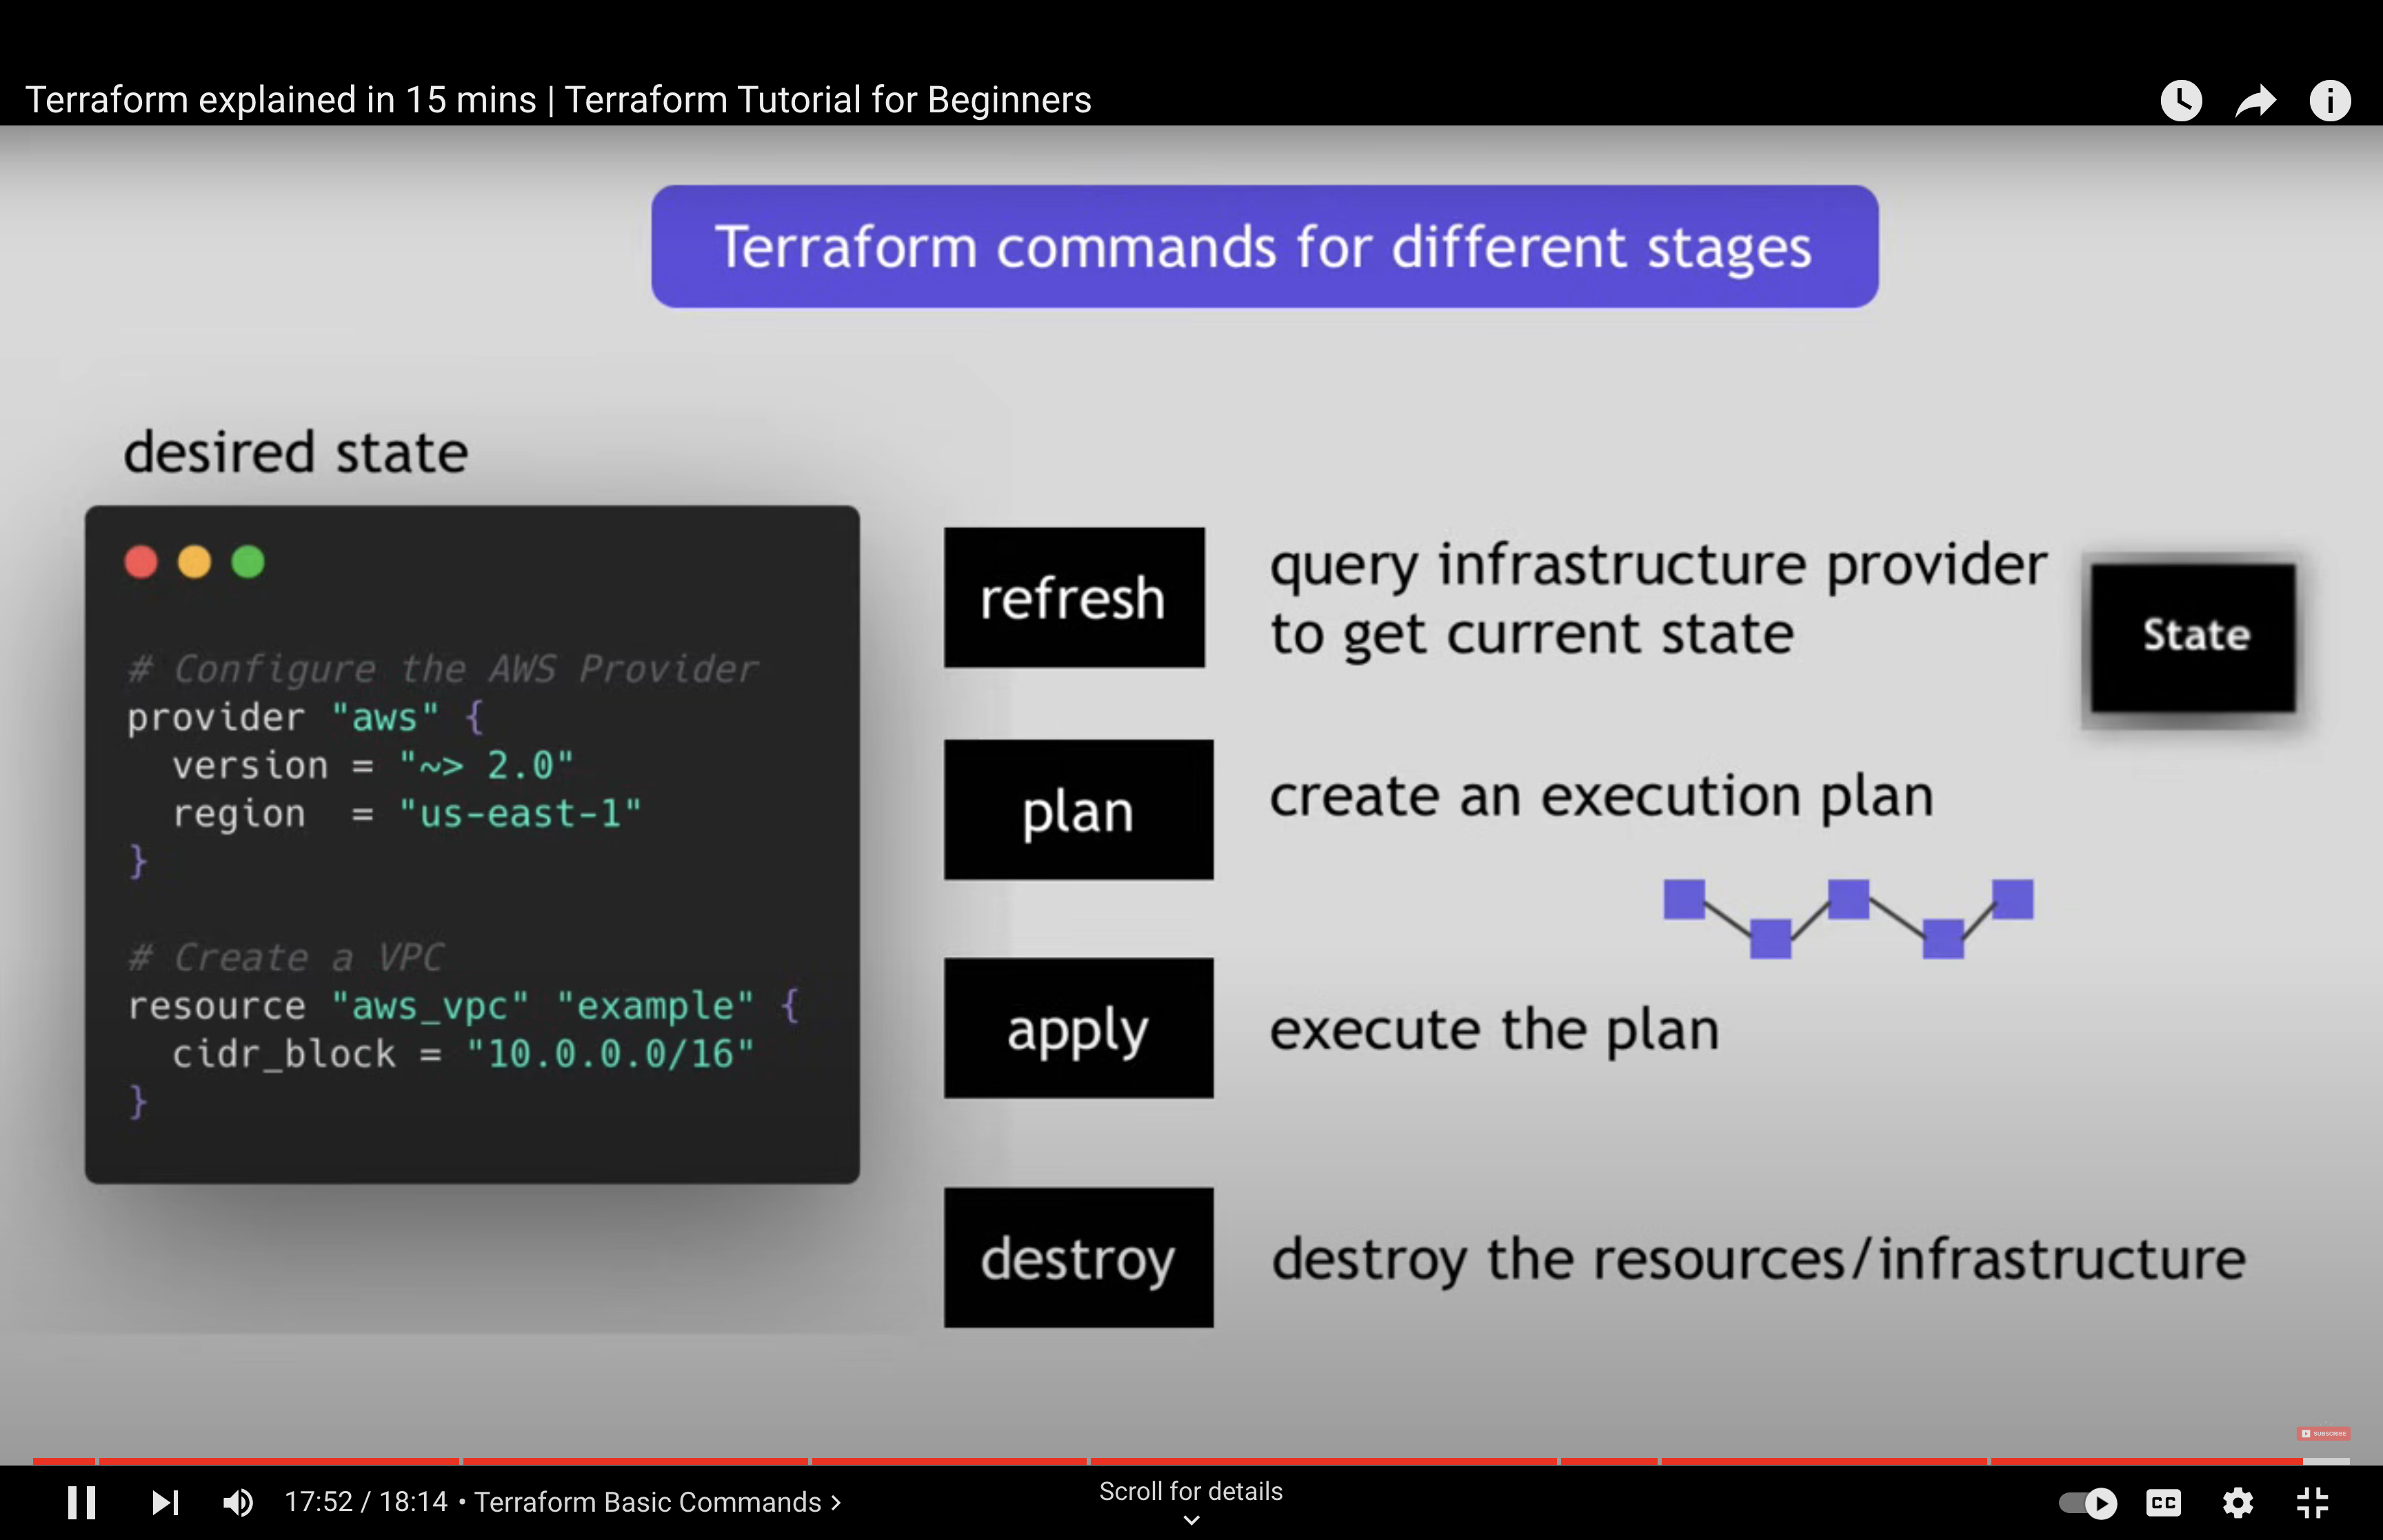 Terraform explained in 15 mins | Terraform Tutorial for Beginners
Terraform commands for different stages
desired state
# Configure the AWS Provider
provider "aws" {
  version = "~> 2.0"
  region  = "us-east-1"
}
# Create a VPC
resource "aws_vpc" "example" {
  cidr_block = "10.0.0.0/16"
}
refresh
query infrastructure provider
to get current state
State
plan
create an execution plan
apply
execute the plan
destroy
destroy the resources/infrastructure
SUBSCRIBE
17:52 / 18:14 • Terraform Basic Commands >
Scroll for details
CC